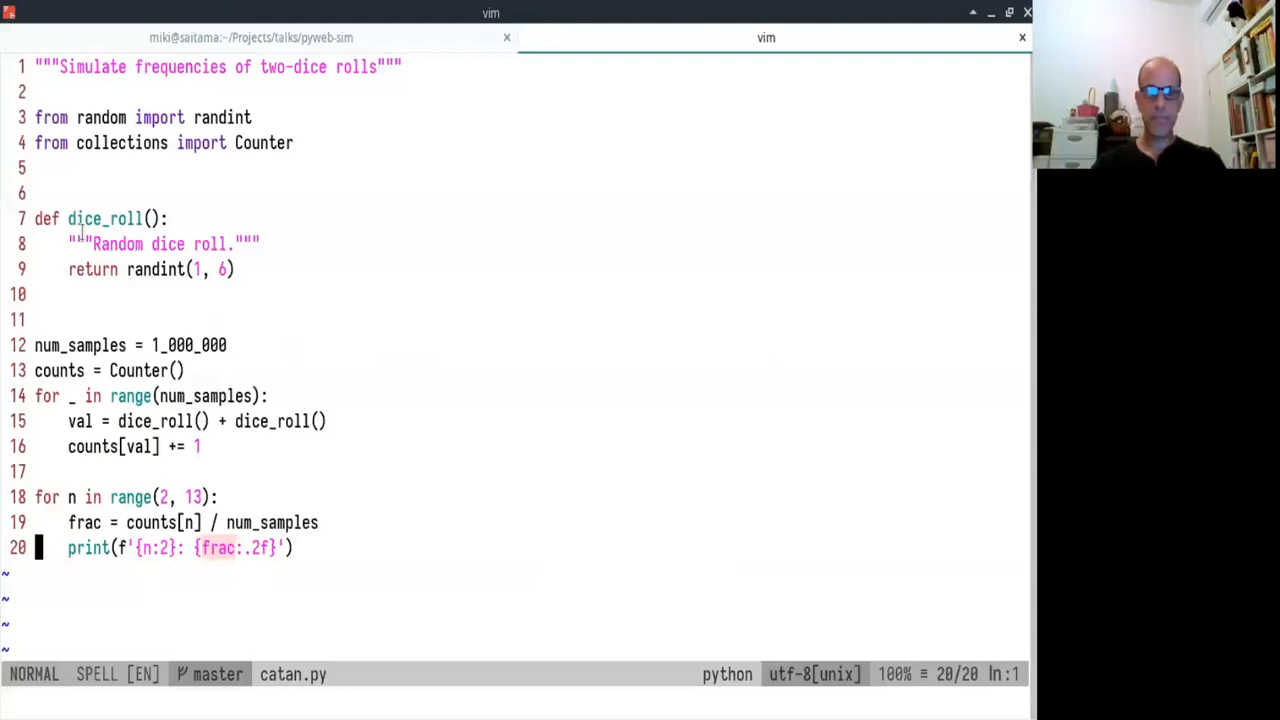 vim
miki@saitama:~/Projects/talks/pyweb-sim
vim
1 """Simulate frequencies of two-dice rolls"""
2
3 from random import randint
4 from collections import Counter
5
6
7 def dice_roll():
8     """Random dice roll."""
9     return randint(1, 6)
10
11
12 num_samples = 1_000_000
13 counts = Counter()
14 for _ in range(num_samples):
15     val = dice_roll() + dice_roll()
16     counts[val] += 1
17
18 for n in range(2, 13):
19     frac = counts[n] / num_samples
20     print(f'{n:2}: {frac:.2f}')
~
~
~
~
NORMAL SPELL [EN] master catan.py python utf-8[unix] 100% ≡ 20/20 ln:1